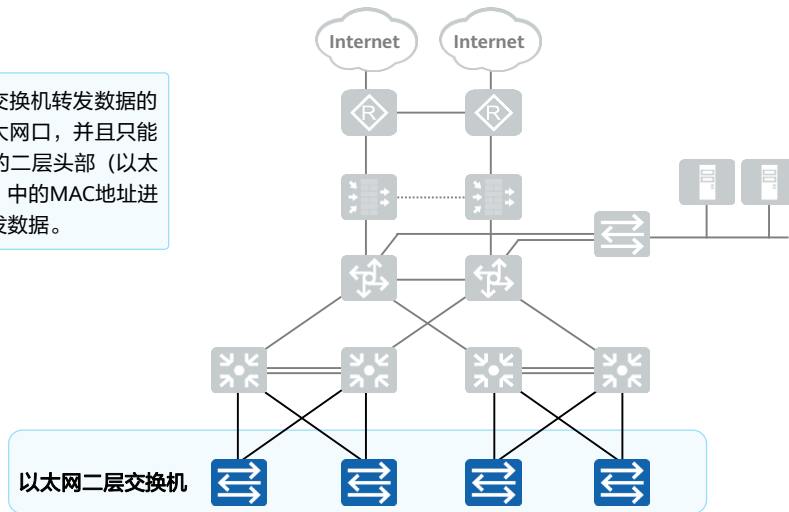 Internet
Internet
R
R
交换机转发数据的
太网口，并且只能
的二层头部（以太
）中的MAC地址进
发数据。
以太网二层交换机